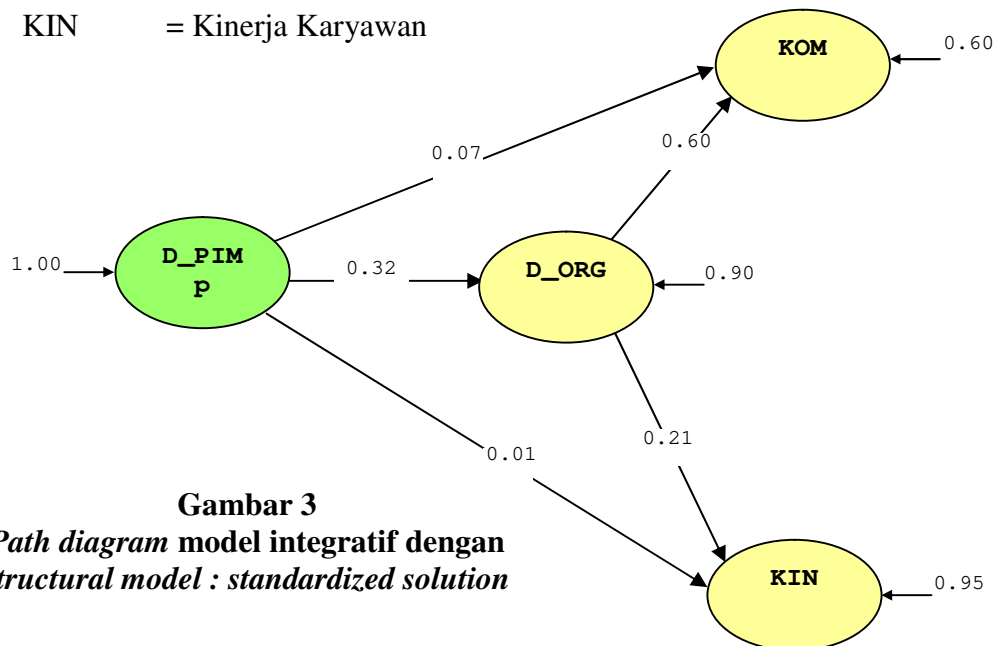 KIN = Kinerja Karyawan
KOM
0.60
0.07
0.60
1.00
D_PIM
p
0.32
D_ORG
0.90
0.01
0.21
Gambar 3
Path diagram model integratif dengan
tructural model : standardized solution
KIN
0.95